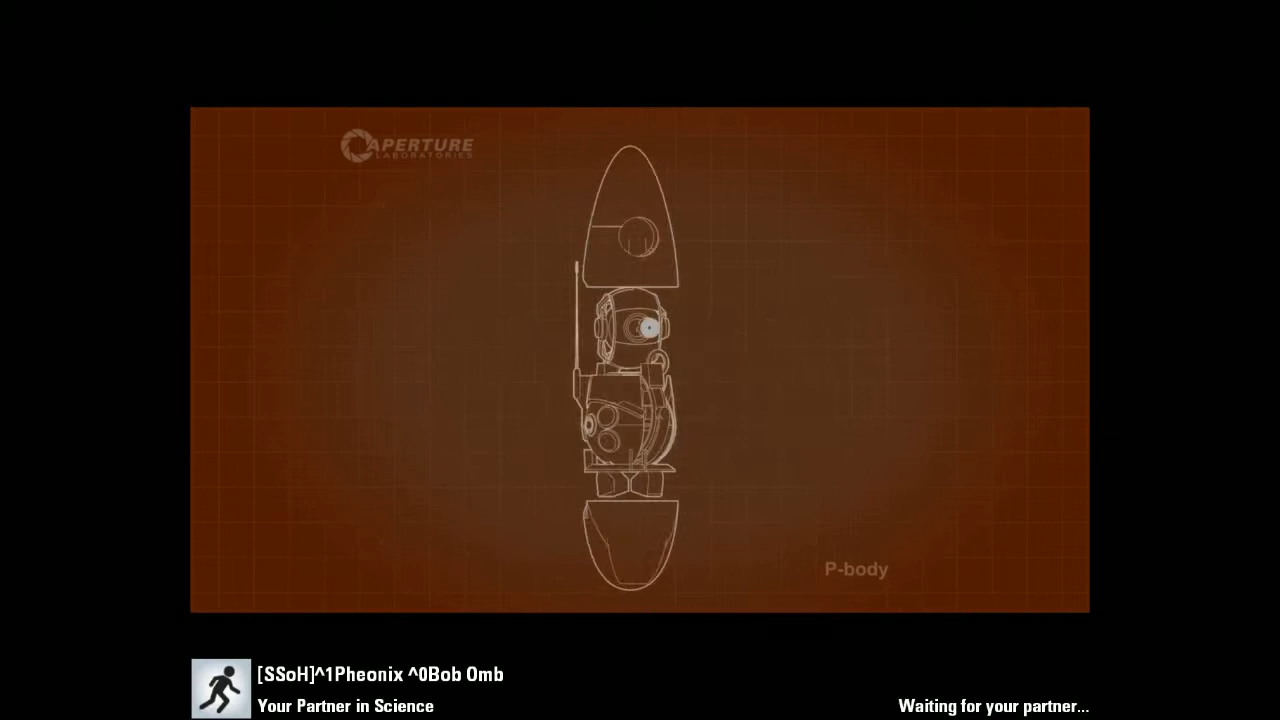 APERTURE
LABORATORIES
P-body
[SSoH]^1Pheonix ^0Bob Omb
Your Partner in Science
Waiting for your partner...